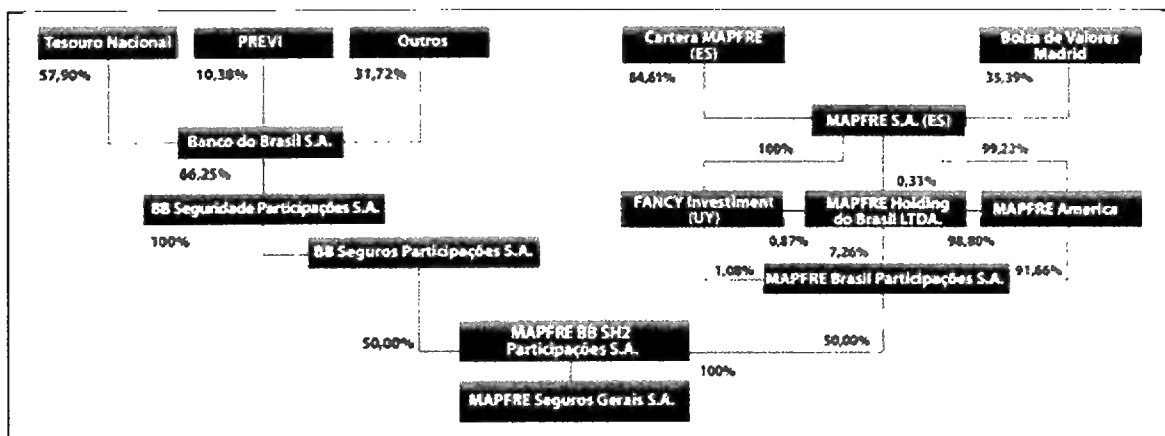 Tesouro Nacional
PREVI
Outros
Cartera MAPFRE
(ES)
Bolsa de Valores
Madrid
57,90%
10,38%
31,72%
64,61%
35,39%
Banco do Brasil S.A.
MAPFRE S.A. (ES)
66,25%
100%
99,22%
0,33%
BB Seguridade Participações S.A.
FANCY Investiment
(UY)
MAPFRE Holding
do Brasil LTDA.
MAPFRE America
100%
0,87%
98,80%
BB Seguros Participações S.A.
7,26%
1,08%
91,66%
MAPFRE Brasil Participações S.A.
MAPFRE BB SH2
Participações S.A.
50,00%
50,00%
100%
MAPFRE Seguros Gerais S.A.